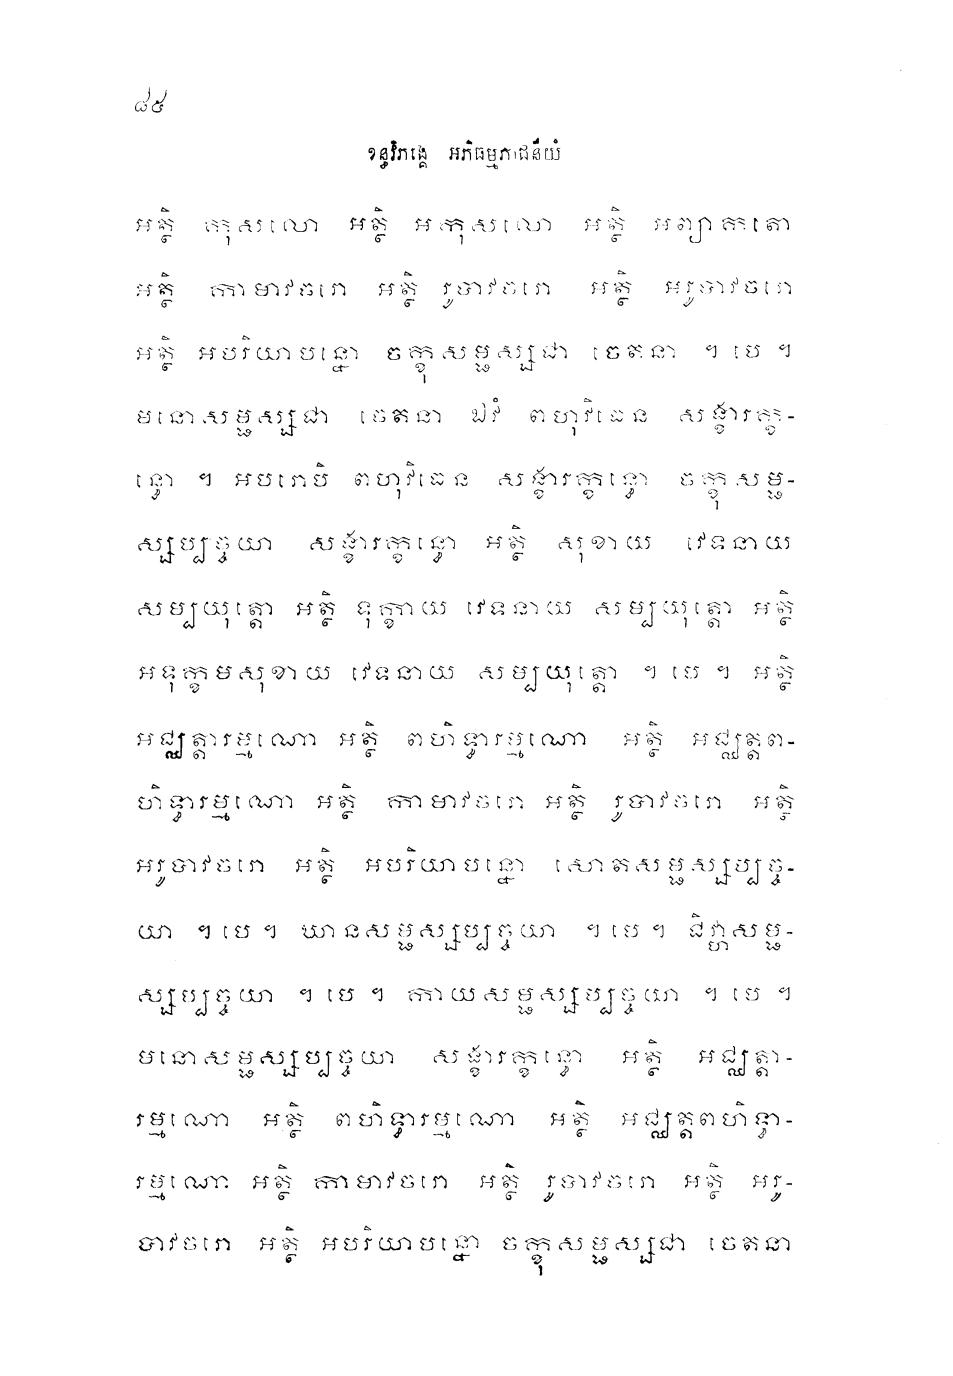 ៨៥
ខន្ធវិភង្គេ អភិធម្មភាជនីយំ
អត្ថិ កុសលោ អត្ថិ អកុសលោ អត្ថិ អព្យាកតោ
អត្ថិ កាមាវចរោ អត្ថិ រូបាវចរោ អត្ថិ អរូបាវចរោ
អត្ថិ អបរិយាបន្នោ ចក្ខុសម្ផស្សជា ចេតនា ។ បេ ។
មនោសម្ផស្សជា ចេតនា ឯវំ ពហុវិធេន សង្ខារក្ខ-
ន្ធោ ។ អបរោបិ ពហុវិធេន សង្ខារក្ខន្ធោ ចក្ខុសម្ផ-
ស្សប្បច្ចយា សង្ខារក្ខន្ធោ អត្ថិ សុខាយ វេទនាយ
សម្បយុត្តោ អត្ថិ ទុក្ខាយ វេទនាយ សម្បយុត្តោ អត្ថិ
អទុក្ខមសុខាយ វេទនាយ សម្បយុត្តោ ។ បេ ។ អត្ថិ
អជ្ឈត្តារម្មណោ អត្ថិ ពហិទ្ធារម្មណោ អត្ថិ អជ្ឈត្តព-
ហិទ្ធារម្មណោ អត្ថិ កាមាវចរោ អត្ថិ រូបាវចរោ អត្ថិ
អរូបាវចរោ អត្ថិ អបរិយាបន្នោ សោតសម្ផស្សប្បច្ច-
យា ។ បេ ។ ឃានសម្ផស្សប្បច្ចយា ។ បេ ។ ជិវ្ហាសម្ផ-
ស្សប្បច្ចយា ។ បេ ។ កាយសម្ផស្សប្បច្ចយា ។ បេ ។
មនោសម្ផស្សប្បច្ចយា សង្ខារក្ខន្ធោ អត្ថិ អជ្ឈត្តា-
រម្មណោ អត្ថិ ពហិទ្ធារម្មណោ អត្ថិ អជ្ឈត្តពហិទ្ធា-
រម្មណោ អត្ថិ កាមាវចរោ អត្ថិ រូបាវចរោ អត្ថិ អរូ-
បាវចរោ អត្ថិ អបរិយាបន្នោ ចក្ខុសម្ផស្សជា ចេតនា